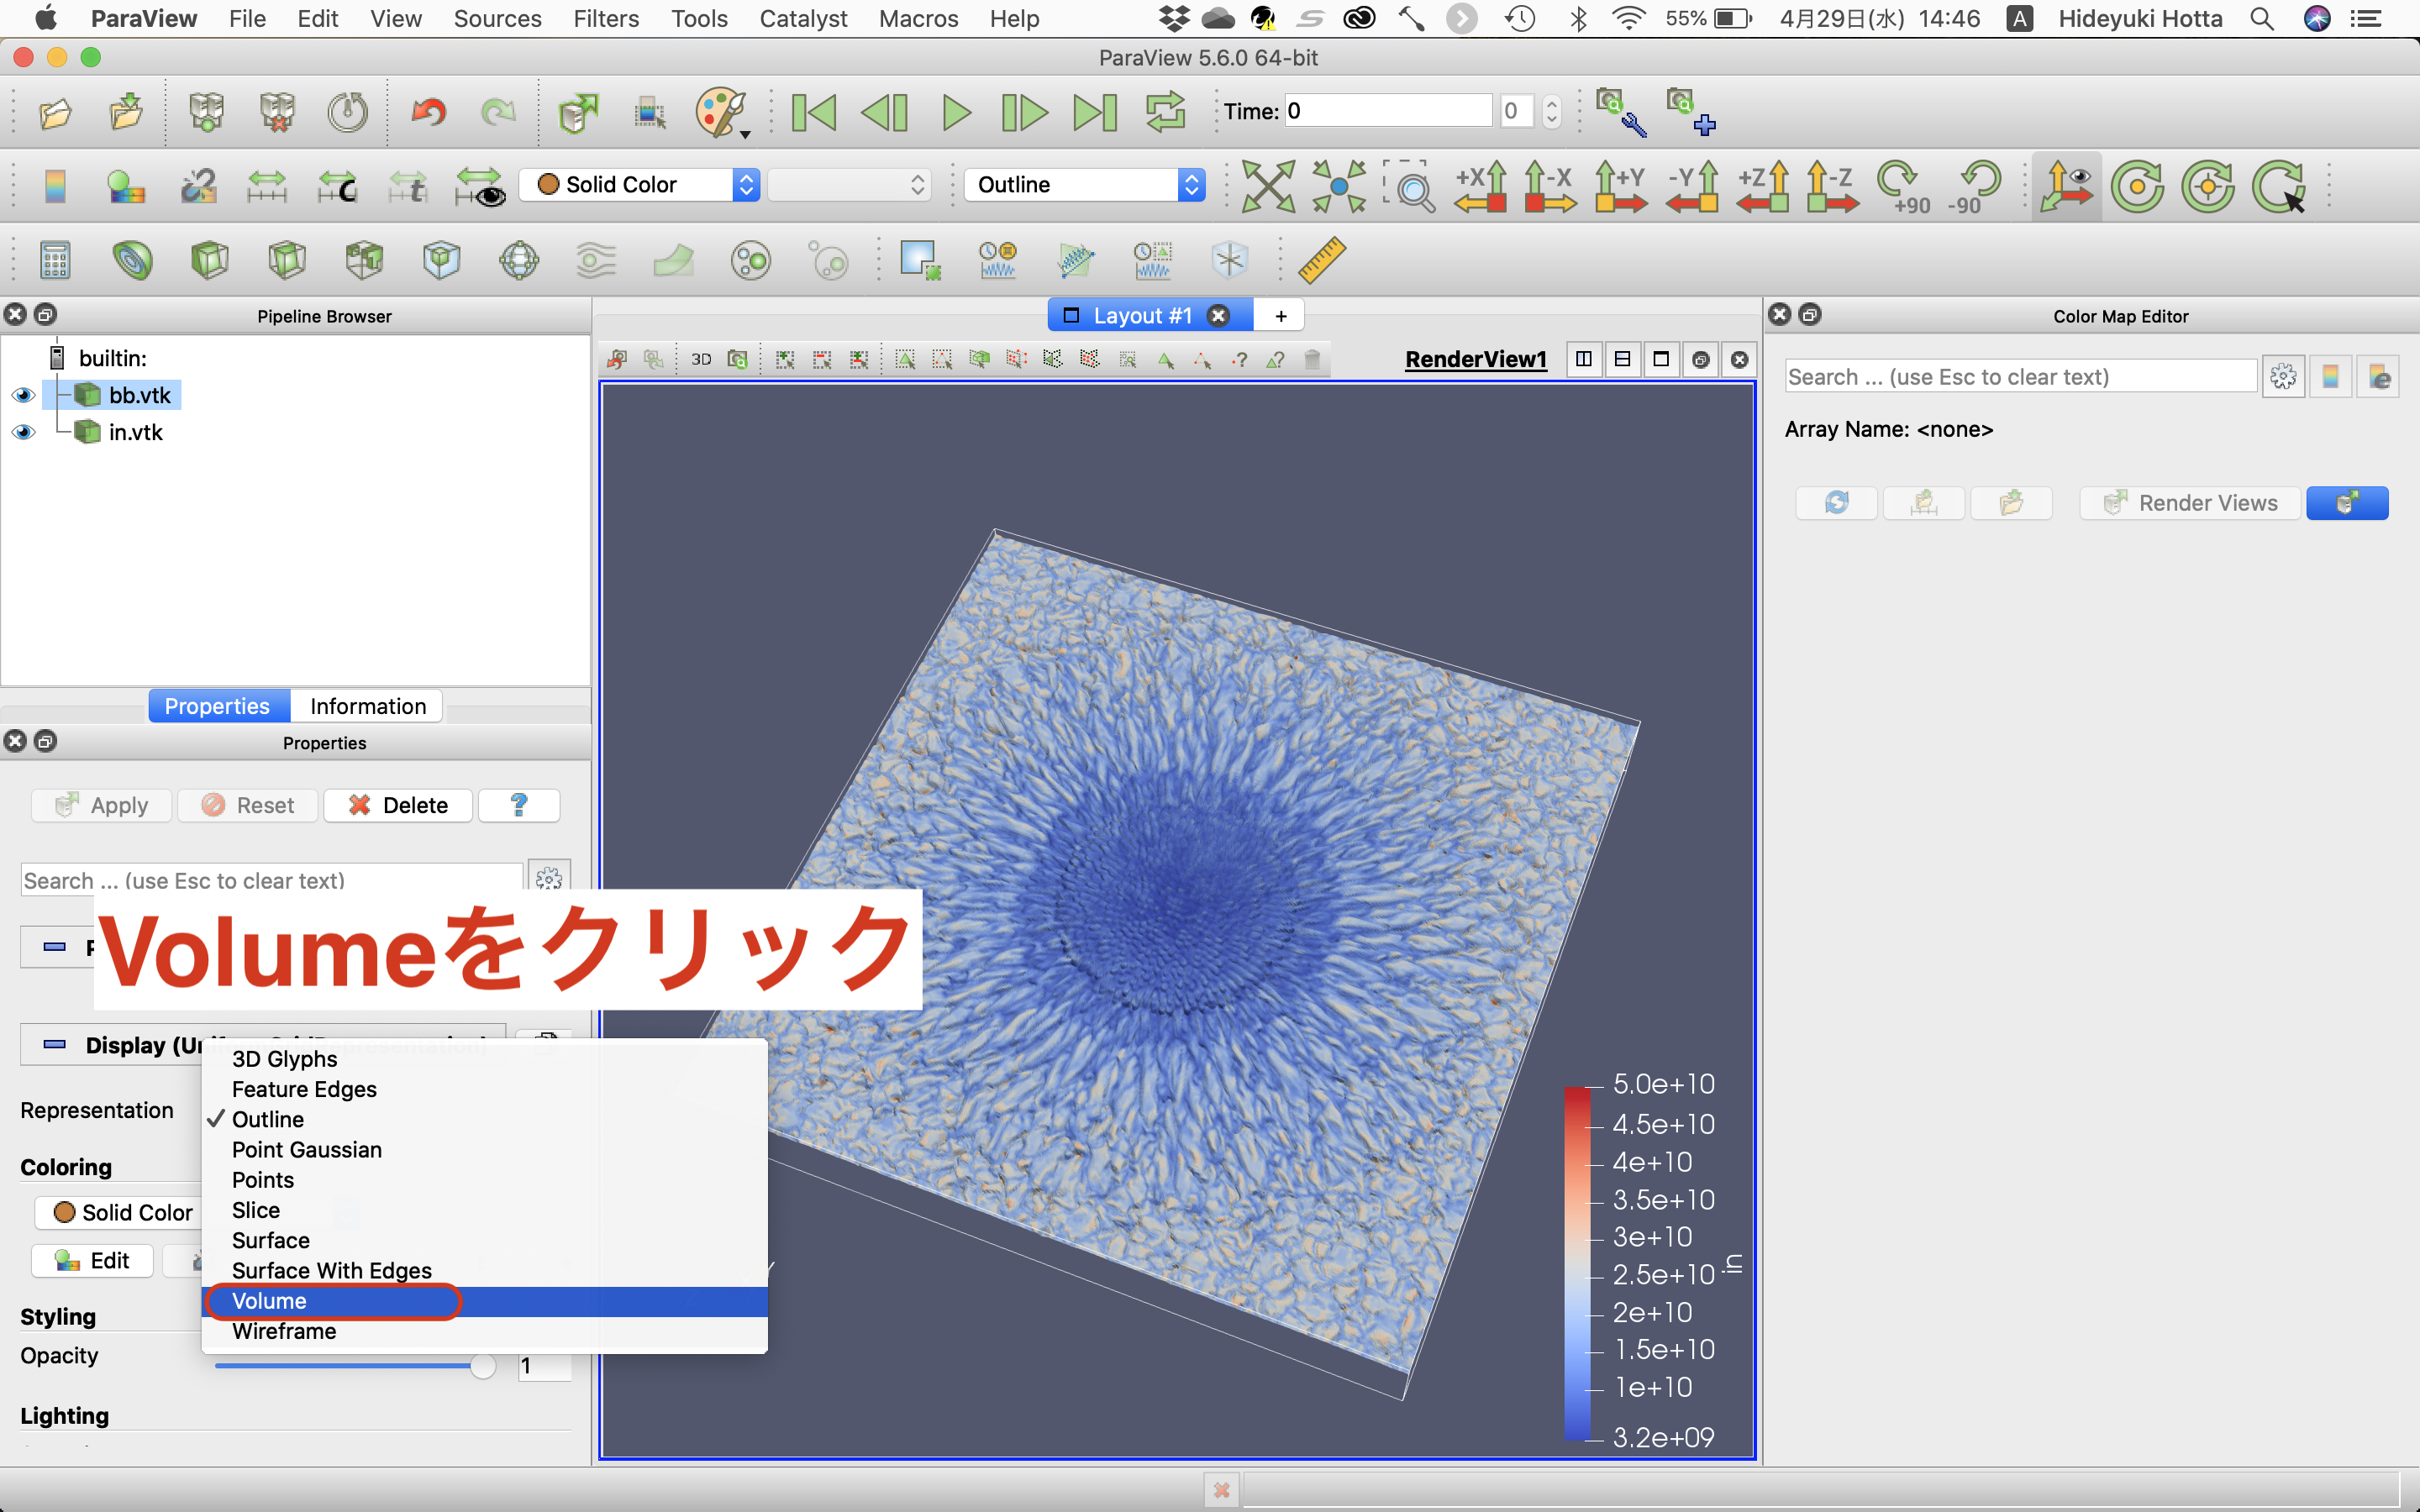 ParaView File Edit View Sources Filters Tools Catalyst Macros Help 55% 4月29日(水) 14:46 A Hideyuki Hotta
ParaView 5.6.0 64-bit
Time: 0 0
C t Solid Color Outline +X -X +Y -Y +Z -Z +90 -90
Pipeline Browser
builtin:
bb.vtk
in.vtk
Properties Information
Properties
Apply Reset Delete ?
Search ... (use Esc to clear text)
Volumeをクリック
Display (U
Representation
3D Glyphs
Feature Edges
Outline
Point Gaussian
Points
Slice
Surface
Surface With Edges
Volume
Wireframe
Coloring
Solid Color
Edit
Styling
Opacity 1
Lighting
Layout #1 +
3D ? ? RenderView1
5.0e+10
4.5e+10
4e+10
3.5e+10
3e+10
2.5e+10
2e+10
1.5e+10
1e+10
3.2e+09
in
Color Map Editor
Search ... (use Esc to clear text)
Array Name: <none>
Render Views